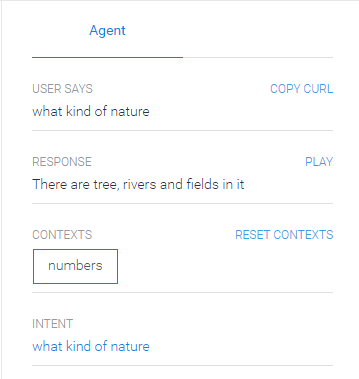 Agent
USER SAYS COPY CURL
what kind of nature
RESPONSE PLAY
There are tree, rivers and fields in it
CONTEXTS RESET CONTEXTS
numbers
INTENT
what kind of nature